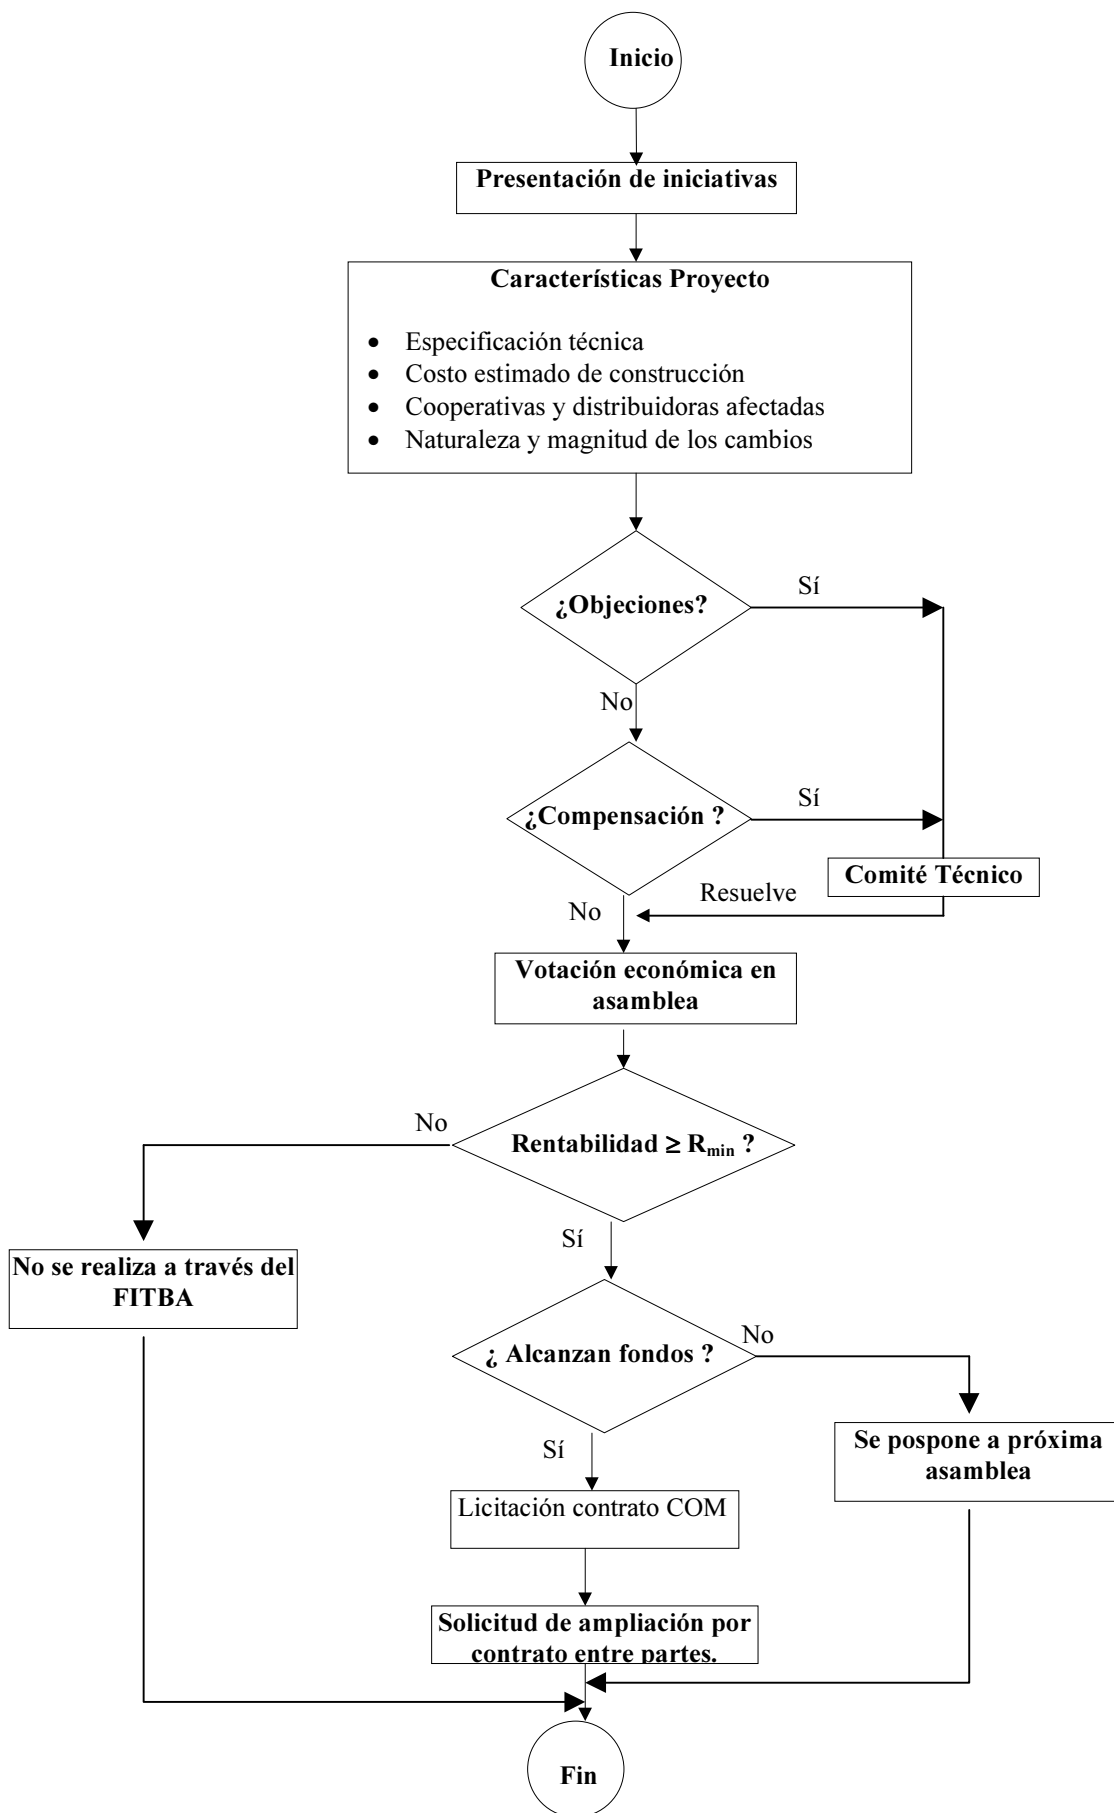 Inicio
Presentación de iniciativas
Característícas Proyecto
• Especificación técnica
• Costo estimado de construcción
• Cooperativas y distribuidoras afectadas
• Naturaleza y magnitud de los cambios
¿Objeciones?
Sí
No
¿Compensación ?
Sí
Comité Técnico
Resuelve
No
Votación económica en
asamblea
No
Rentabilidad ≥ Rmin ?
Sí
No se realiza a través del
FITBA
No
¿ Alcanzan fondos ?
Sí
Se pospone a próxima
asamblea
Licitación contrato COM
Solicitud de ampliación por
contrato entre partes.
Fin